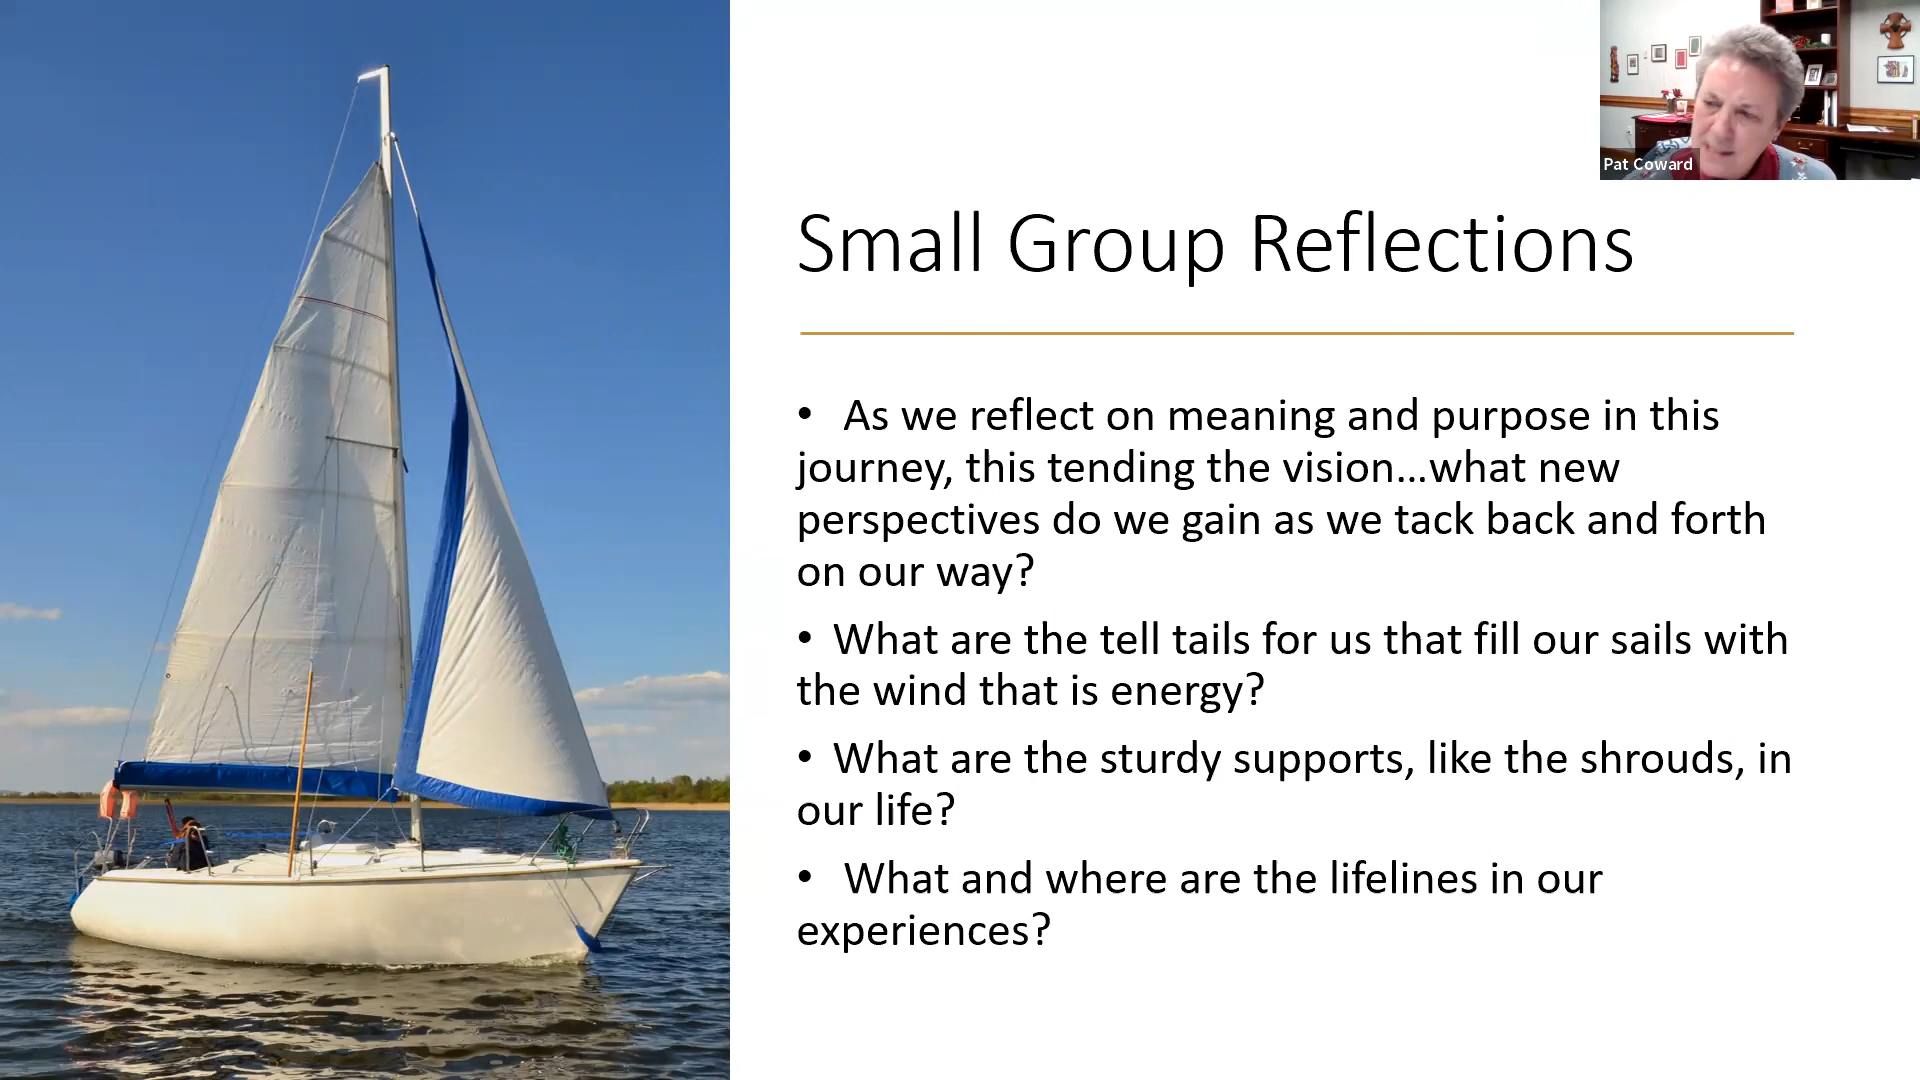 Pat Coward
Small Group Reflections
• As we reflect on meaning and purpose in this
journey, this tending the vision...what new
perspectives do we gain as we tack back and forth
on our way?
• What are the tell tails for us that fill our sails with
the wind that is energy?
• What are the sturdy supports, like the shrouds, in
our life?
• What and where are the lifelines in our
experiences?